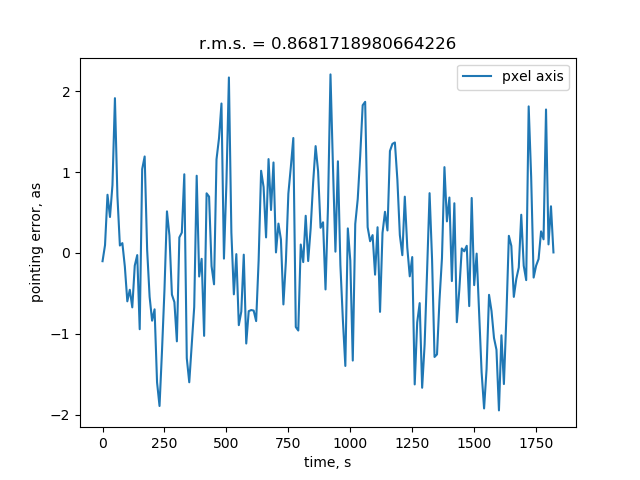 r.m.s. = 0.8681718980664226
pxel axis
pointing error, as
2
1
0
−1
−2
0 250 500 750 1000 1250 1500 1750
time, s